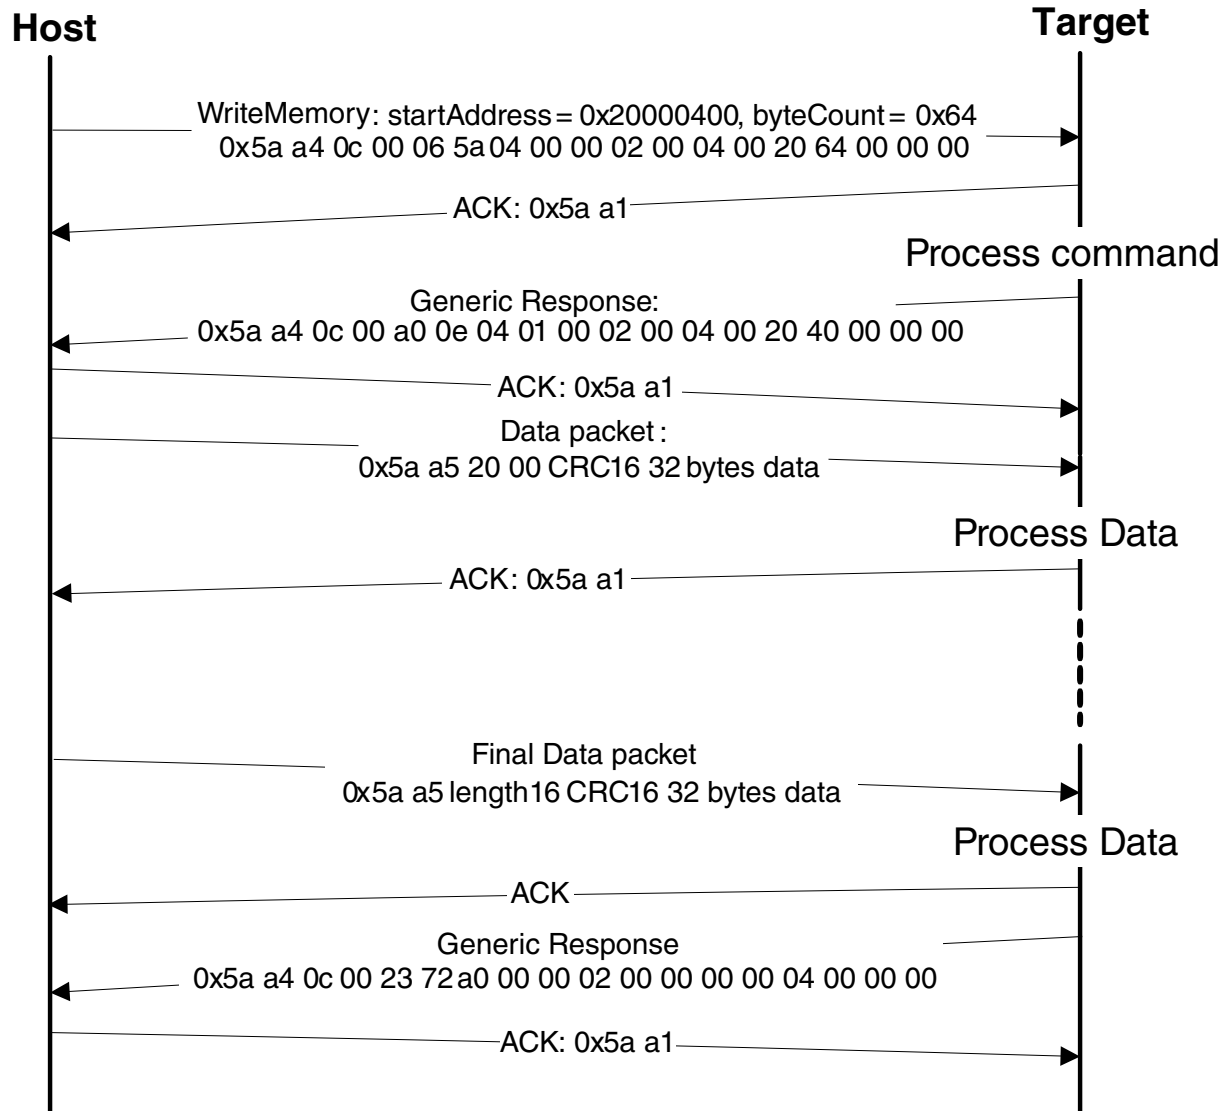 Host
Target
WriteMemory: startAddress = 0x20000400, byteCount = 0x64
0x5a a4 0c 00 06 5a 04 00 00 02 00 04 00 20 64 00 00 00
ACK: 0x5a a1
Process command
Generic Response:
0x5a a4 0c 00 a0 0e 04 01 00 02 00 04 00 20 40 00 00 00
ACK: 0x5a a1
Data packet :
0x5a a5 20 00 CRC16 32 bytes data
Process Data
ACK: 0x5a a1
Final Data packet
0x5a a5 length16 CRC16 32 bytes data
Process Data
ACK
Generic Response
0x5a a4 0c 00 23 72 a0 00 00 02 00 00 00 00 04 00 00 00
ACK: 0x5a a1